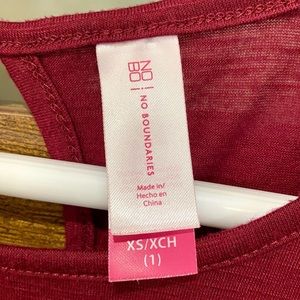 NO
BO
NO BOUNDARIES
Made in/
Hecho en
China
XS/XCH
(1)